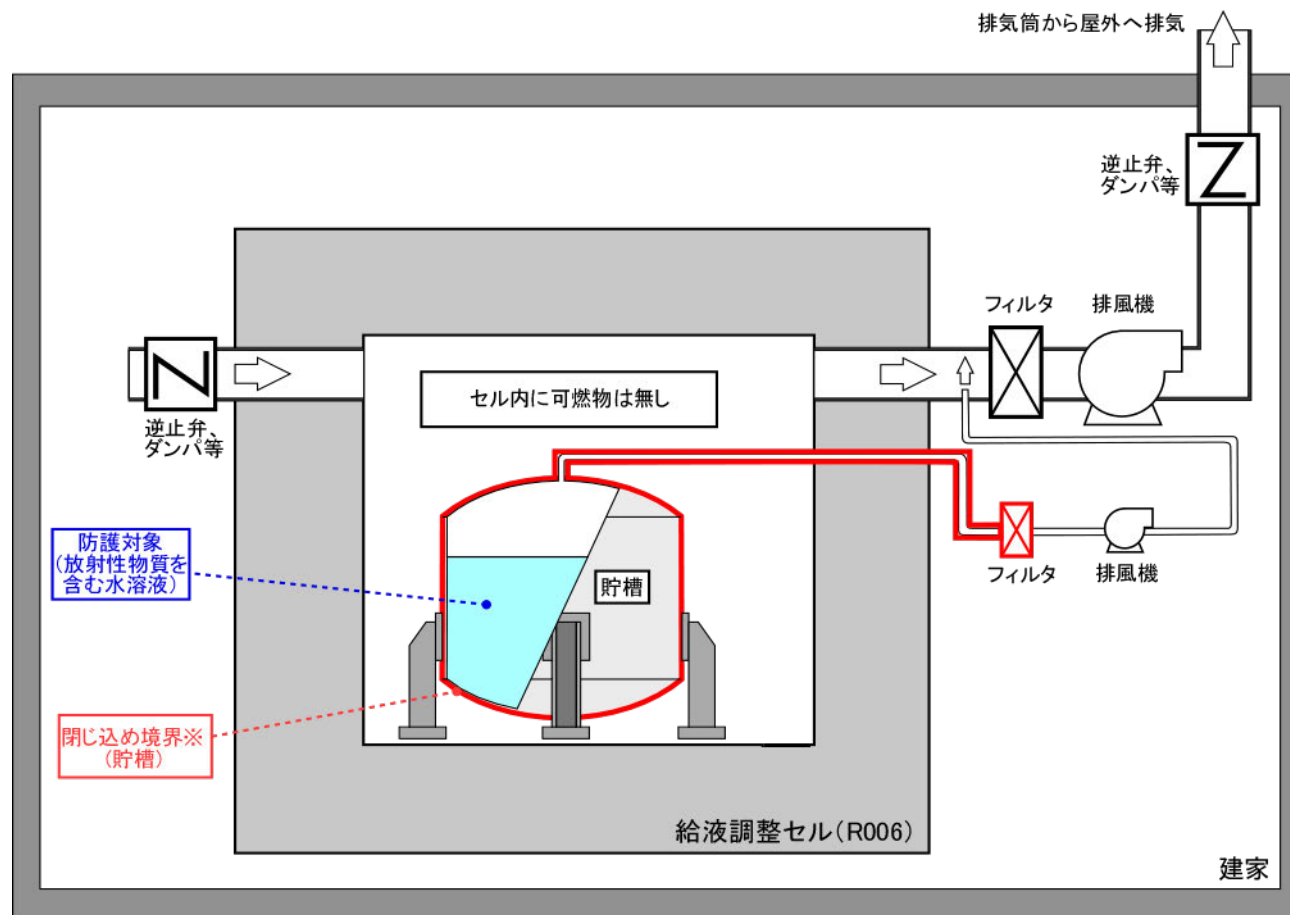 排気筒から屋外へ排気
逆止弁、
ダンパ等
フィルタ
排風機
セル内に可燃物は無し
逆止弁、
ダンパ等
防護対象
(放射性物質を
含む水溶液)
貯槽
フィルタ
排風機
閉じ込め境界※
(貯槽)
給液調整セル(R006)
建家